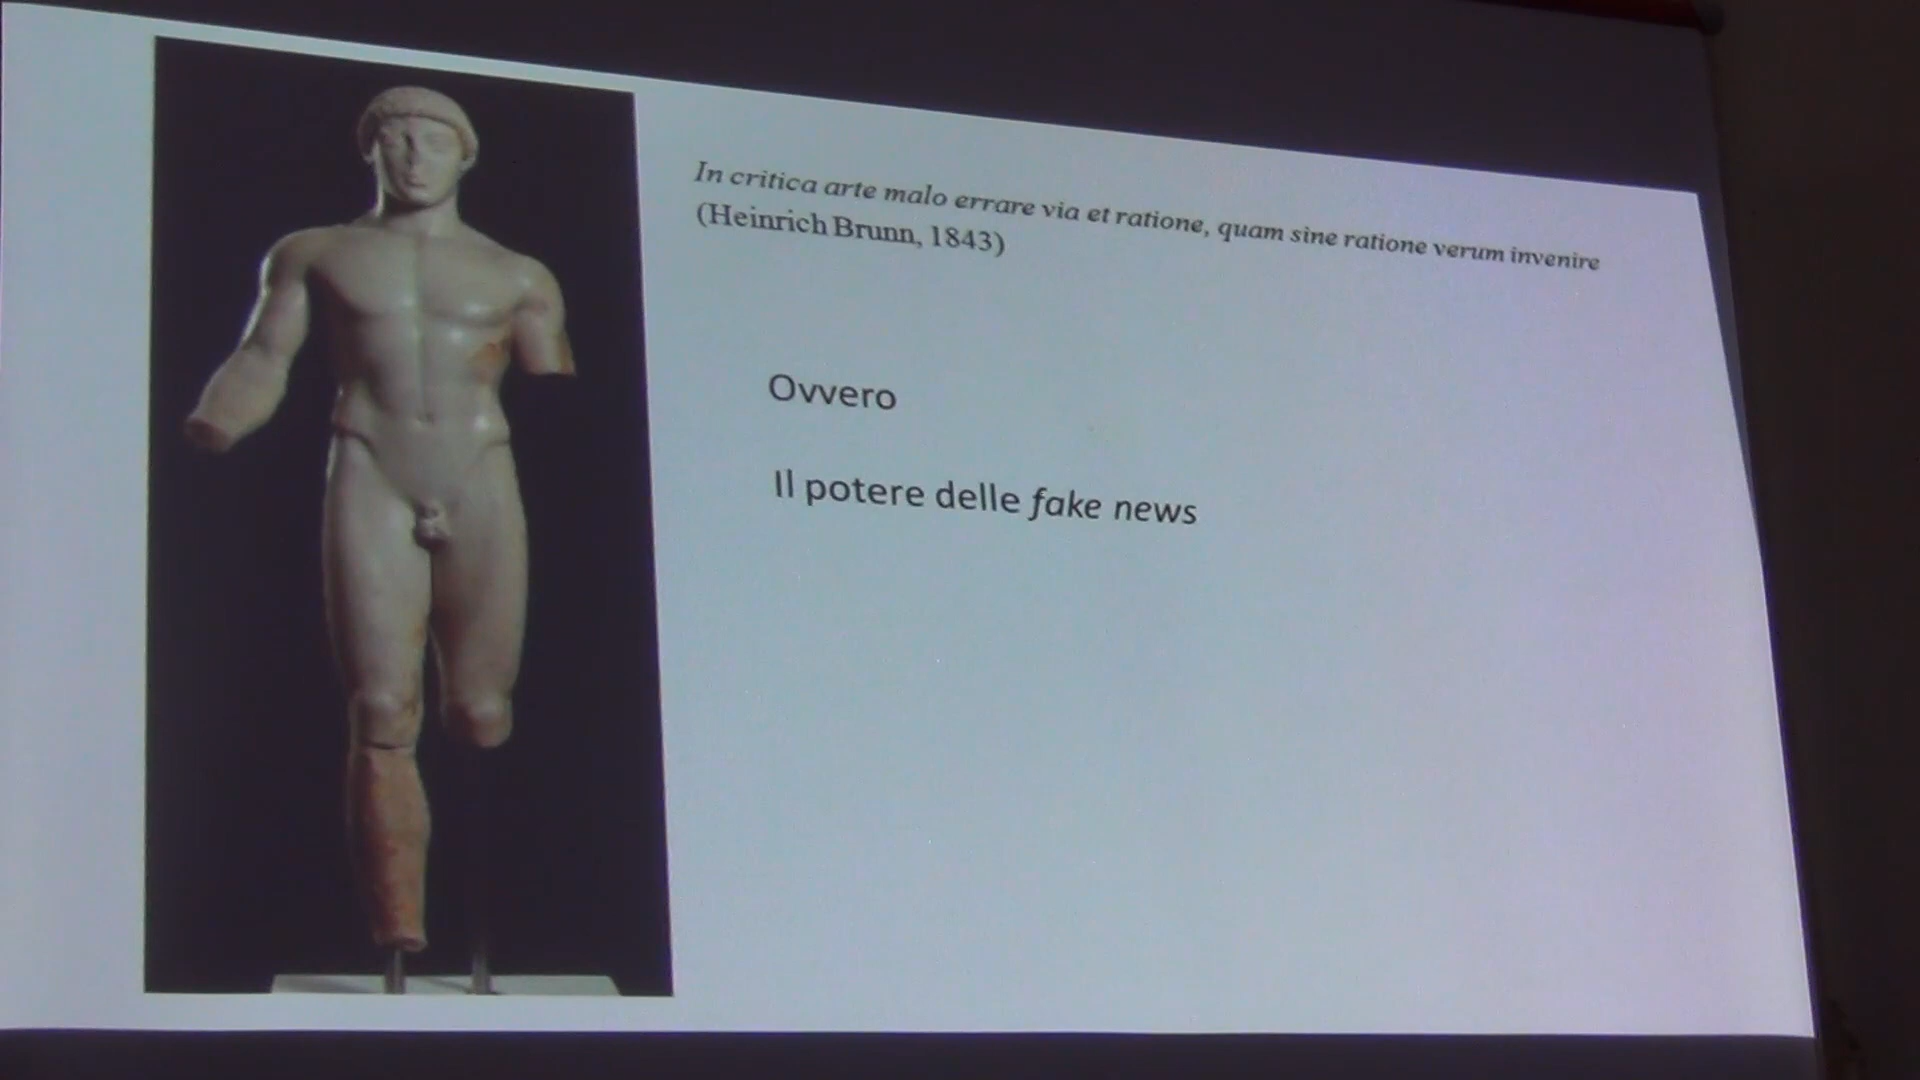 In critica arte malo errare via et ratione, quam sine ratione verum invenire
(Heinrich Brunn, 1843)
Ovvero
Il potere delle fake news